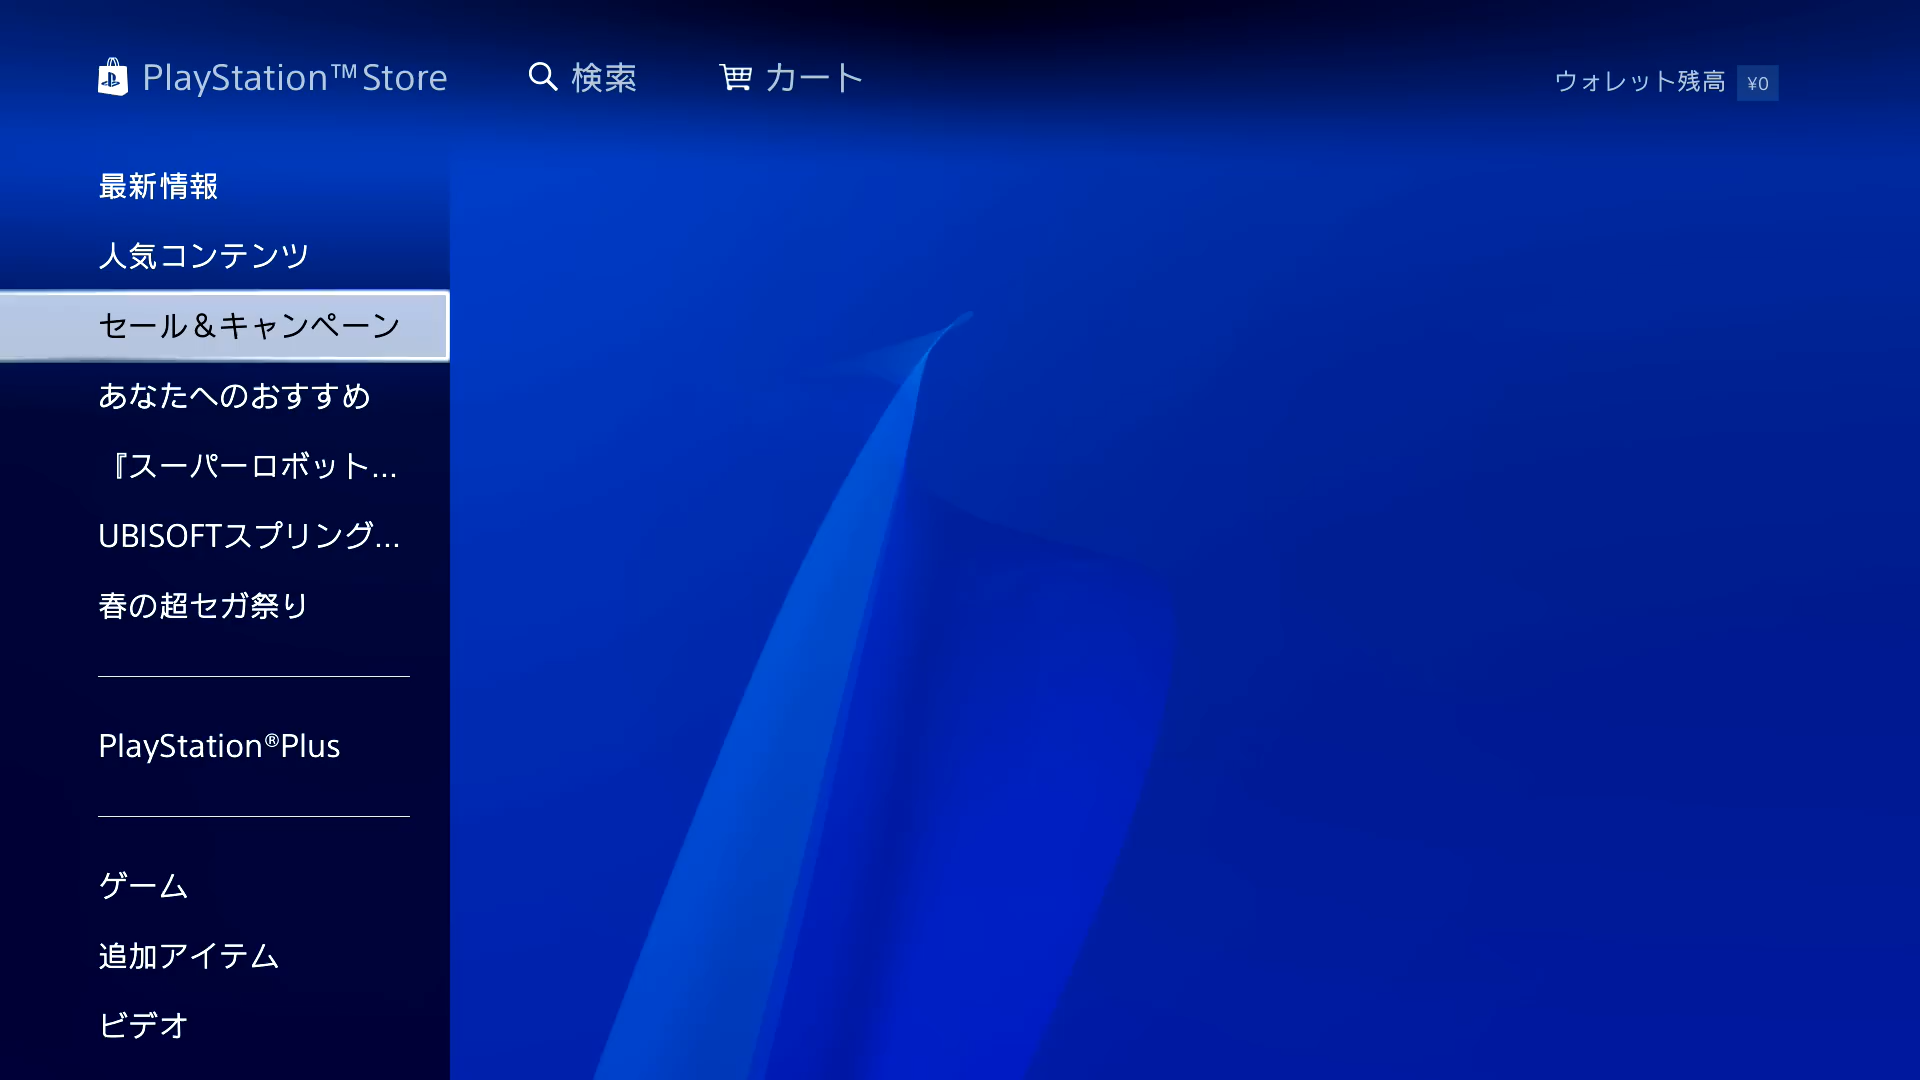 PlayStation™Store
検索
カート
ウォレット残高 ¥0
最新情報
人気コンテンツ
セール＆キャンペーン
あなたへのおすすめ
『スーパーロボット...
UBISOFTスプリング...
春の超セガ祭り
PlayStation®Plus
ゲーム
追加アイテム
ビデオ